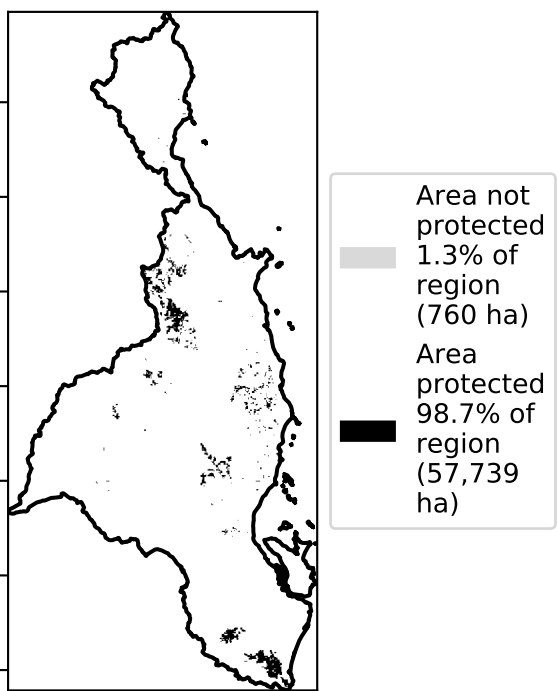 Area not
protected
1.3% of
region
(760 ha)
Area
protected
98.7% of
region
(57,739
ha)